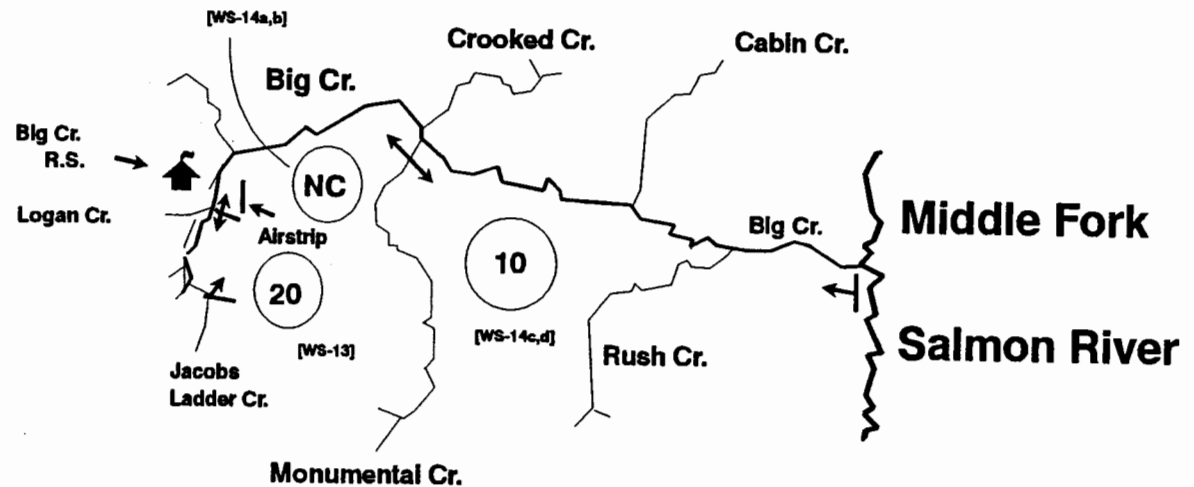 [WS-14a,b]
Crooked Cr.
Cabin Cr.
Big Cr.
Big Cr.
R.S.
NC
Logan Cr.
Airstrip
Big Cr.
Middle Fork
10
20
[WS-14c,d]
[WS-13]
Rush Cr.
Salmon River
Jacobs
Ladder Cr.
Monumental Cr.